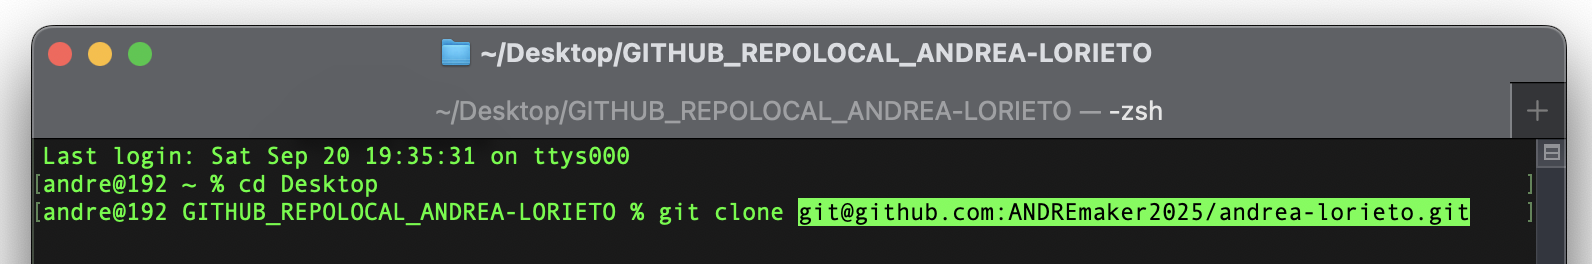 ~/Desktop/GITHUB_REPOLOCAL_ANDREA-LORIETO
~/Desktop/GITHUB_REPOLOCAL_ANDREA-LORIETO — -zsh
Last login: Sat Sep 20 19:35:31 on ttys000
[andre@192 ~ % cd Desktop ]
[andre@192 GITHUB_REPOLOCAL_ANDREA-LORIETO % git clone git@github.com:ANDREmaker2025/andrea-lorieto.git ]